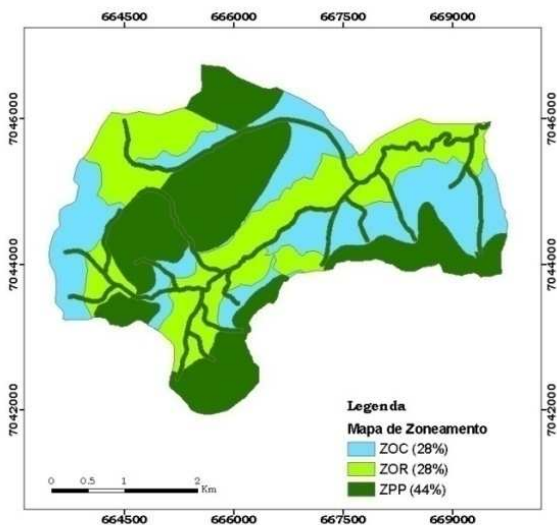 664500 666000 667500 669000
7046000 7046000
7044000 7044000
7042000 7042000
Legenda
Mapa de Zoneamento
ZOC (28%)
ZOR (28%)
ZPP (44%)
0 0.5 1 2
Km
664500 666000 667500 669000